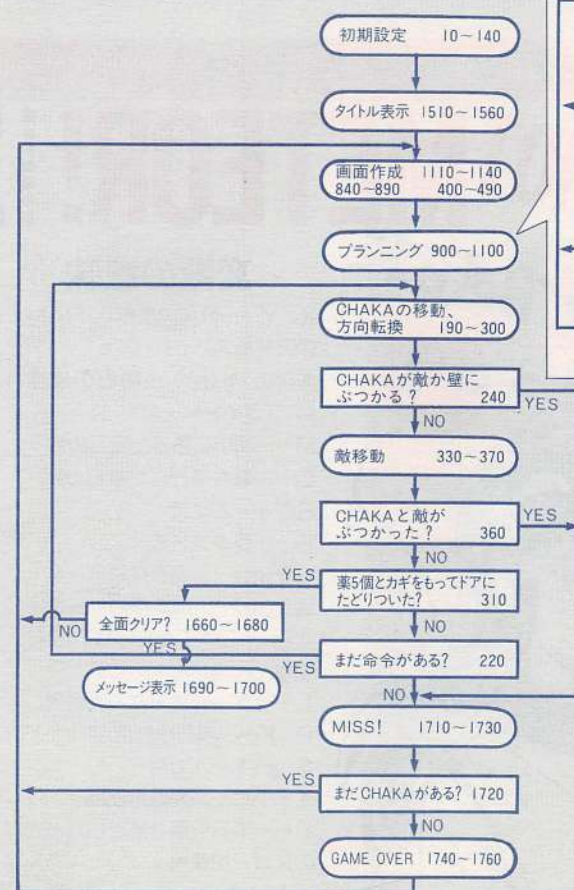 初期設定 10～140
タイトル表示 1510～1560
画面作成 1110～1140
840～890 400～490
プランニング 900～1100
CHAKAの移動、
方向転換 190～300
CHAKAが敵か壁に
ぶつかる？ 240
YES
NO
敵移動 330～370
CHAKAと敵が
ぶつかった？ 360
YES
NO
YES
薬5個とカギをもってドアに
たどりついた？ 310
全面クリア？ 1660～1680
NO
NO
YES
YES
まだ命令がある？ 220
メッセージ表示 1690～1700
NO
MISS! 1710～1730
YES
まだCHAKAがある？ 1720
NO
GAME OVER 1740～1760